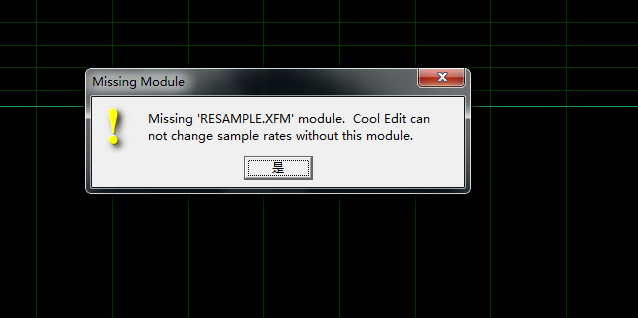 Missing Module
Missing 'RESAMPLE.XFM' module.  Cool Edit can
not change sample rates without this module.
是